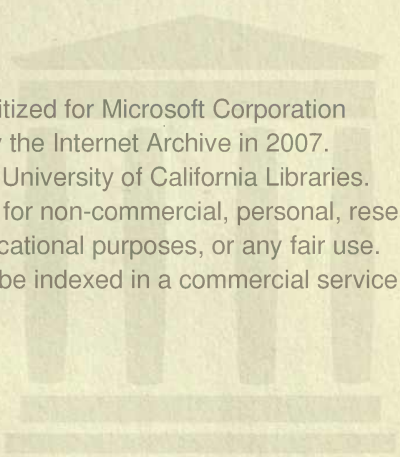 itized for Microsoft Corporation
the Internet Archive in 2007.
University of California Libraries.
for non-commercial, personal, rese
cational purposes, or any fair use.
be indexed in a commercial service